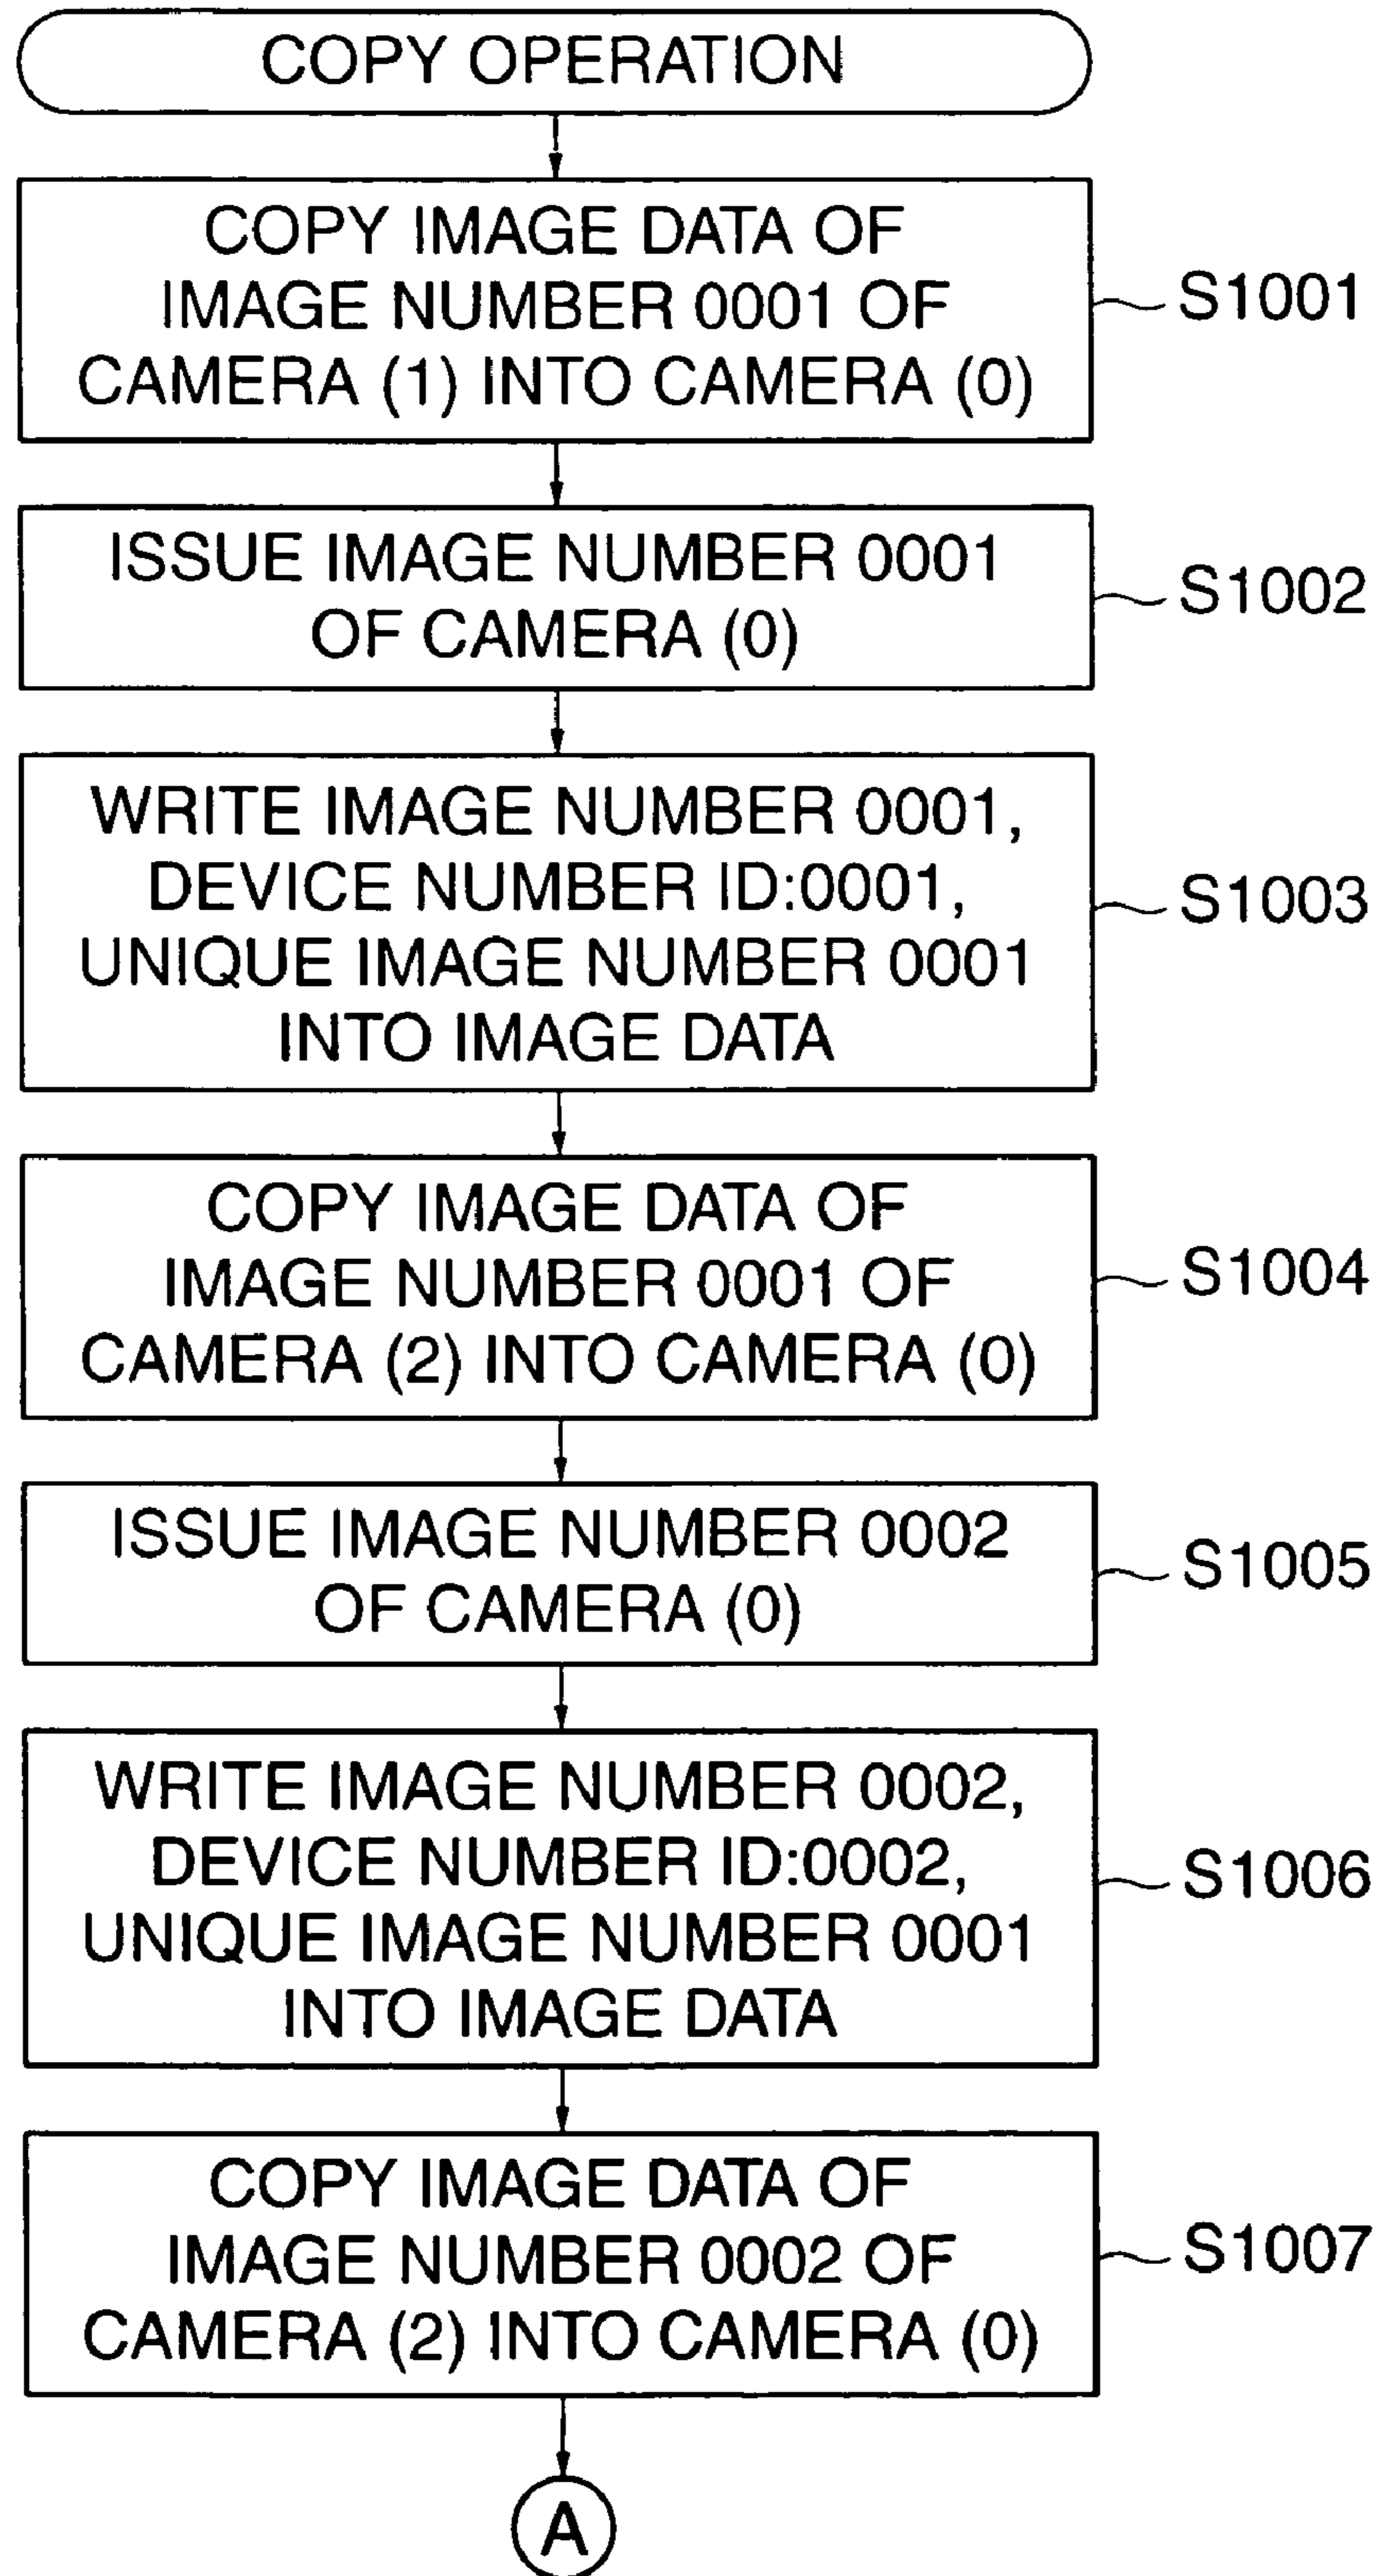 COPY OPERATION
COPY IMAGE DATA OF
IMAGE NUMBER 0001 OF
CAMERA (1) INTO CAMERA (0)
S1001
ISSUE IMAGE NUMBER 0001
OF CAMERA (0)
S1002
WRITE IMAGE NUMBER 0001,
DEVICE NUMBER ID:0001,
UNIQUE IMAGE NUMBER 0001
INTO IMAGE DATA
S1003
COPY IMAGE DATA OF
IMAGE NUMBER 0001 OF
CAMERA (2) INTO CAMERA (0)
S1004
ISSUE IMAGE NUMBER 0002
OF CAMERA (0)
S1005
WRITE IMAGE NUMBER 0002,
DEVICE NUMBER ID:0002,
UNIQUE IMAGE NUMBER 0001
INTO IMAGE DATA
S1006
COPY IMAGE DATA OF
IMAGE NUMBER 0002 OF
CAMERA (2) INTO CAMERA (0)
S1007
A